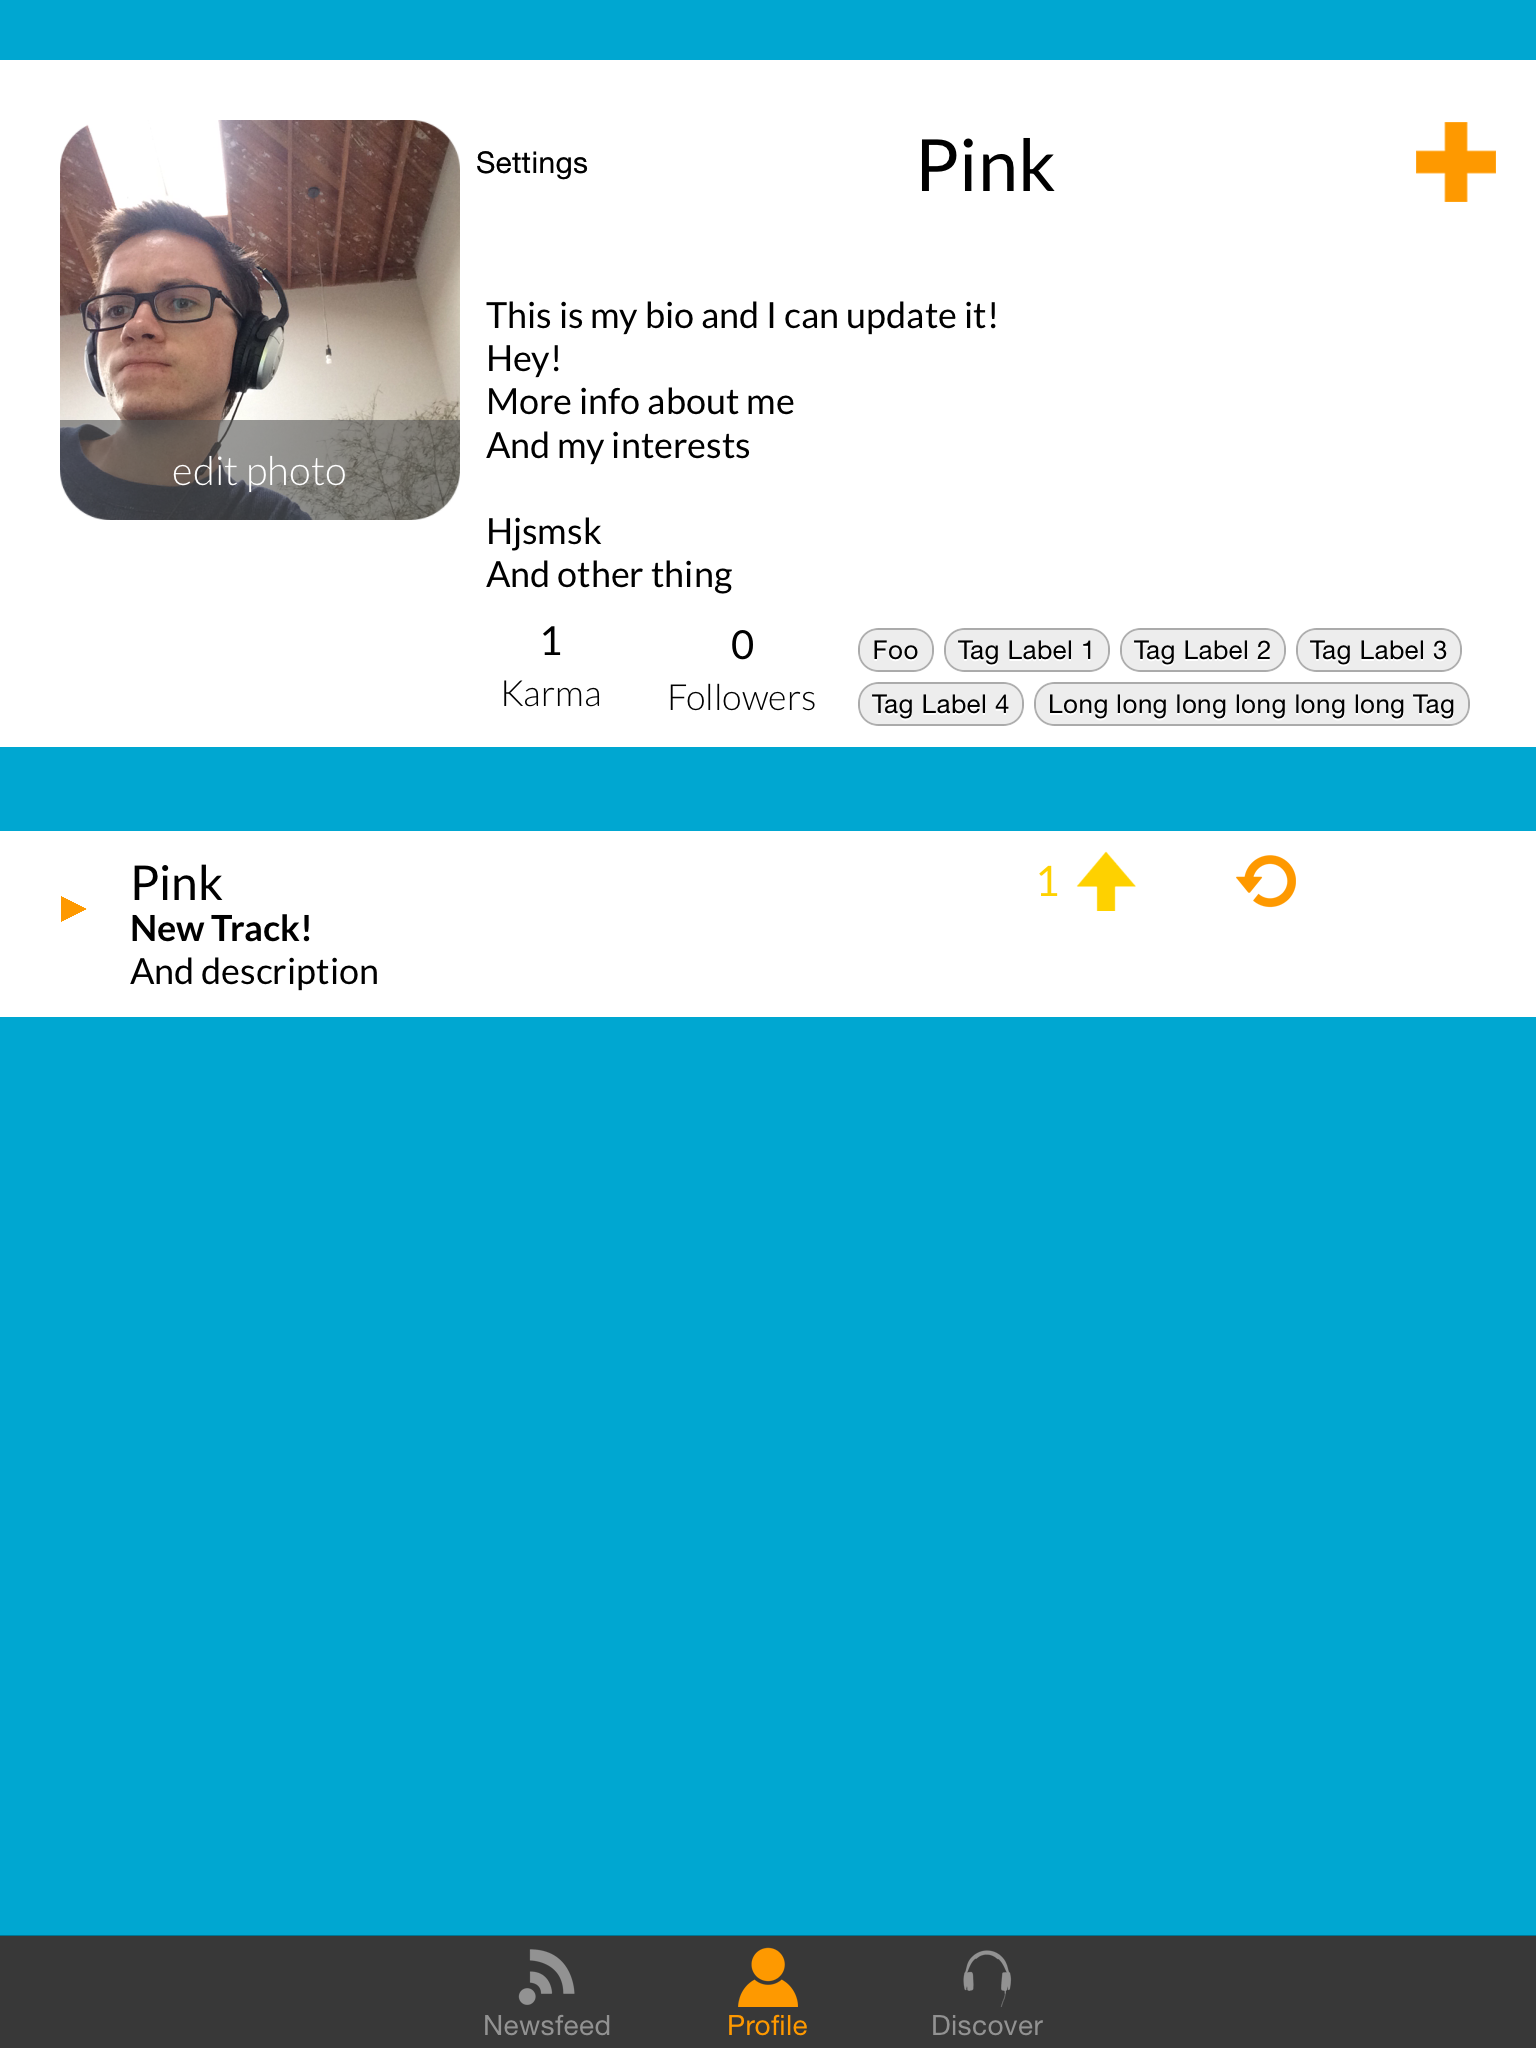 Settings
Pink
This is my bio and I can update it!
Hey!
More info about me
And my interests
edit photo
Hjsmsk
And other thing
1
Karma
0
Followers
Foo
Tag Label 1
Tag Label 2
Tag Label 3
Tag Label 4
Long long long long long long Tag
Pink
1
New Track!
And description
Newsfeed
Profile
Discover